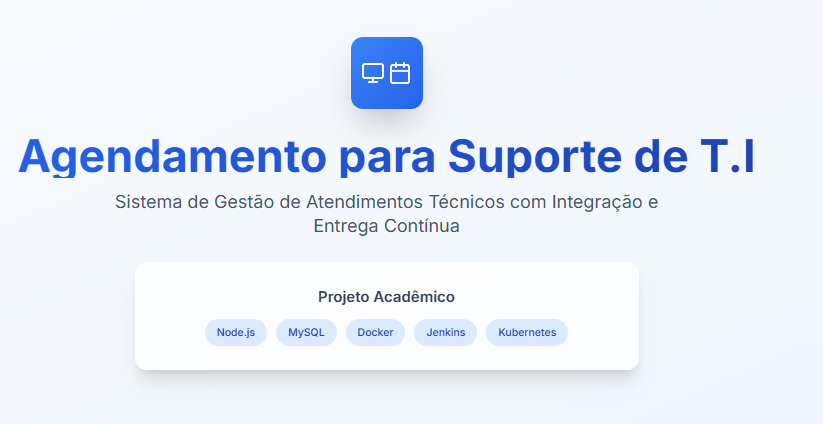 Agendamento para Suporte de T.I
Sistema de Gestão de Atendimentos Técnicos com Integração e
Entrega Contínua
Projeto Acadêmico
Node.js MySQL Docker Jenkins Kubernetes